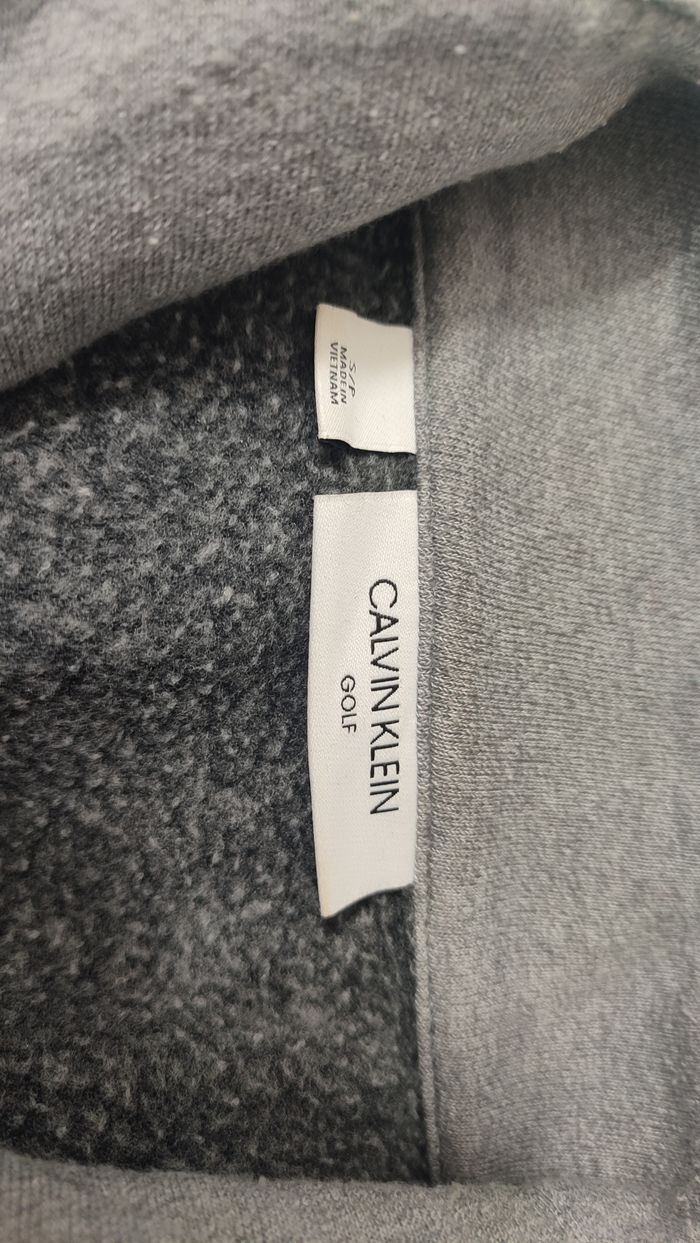 S/P
MADE IN
VIETNAM
CALVIN KLEIN
GOLF